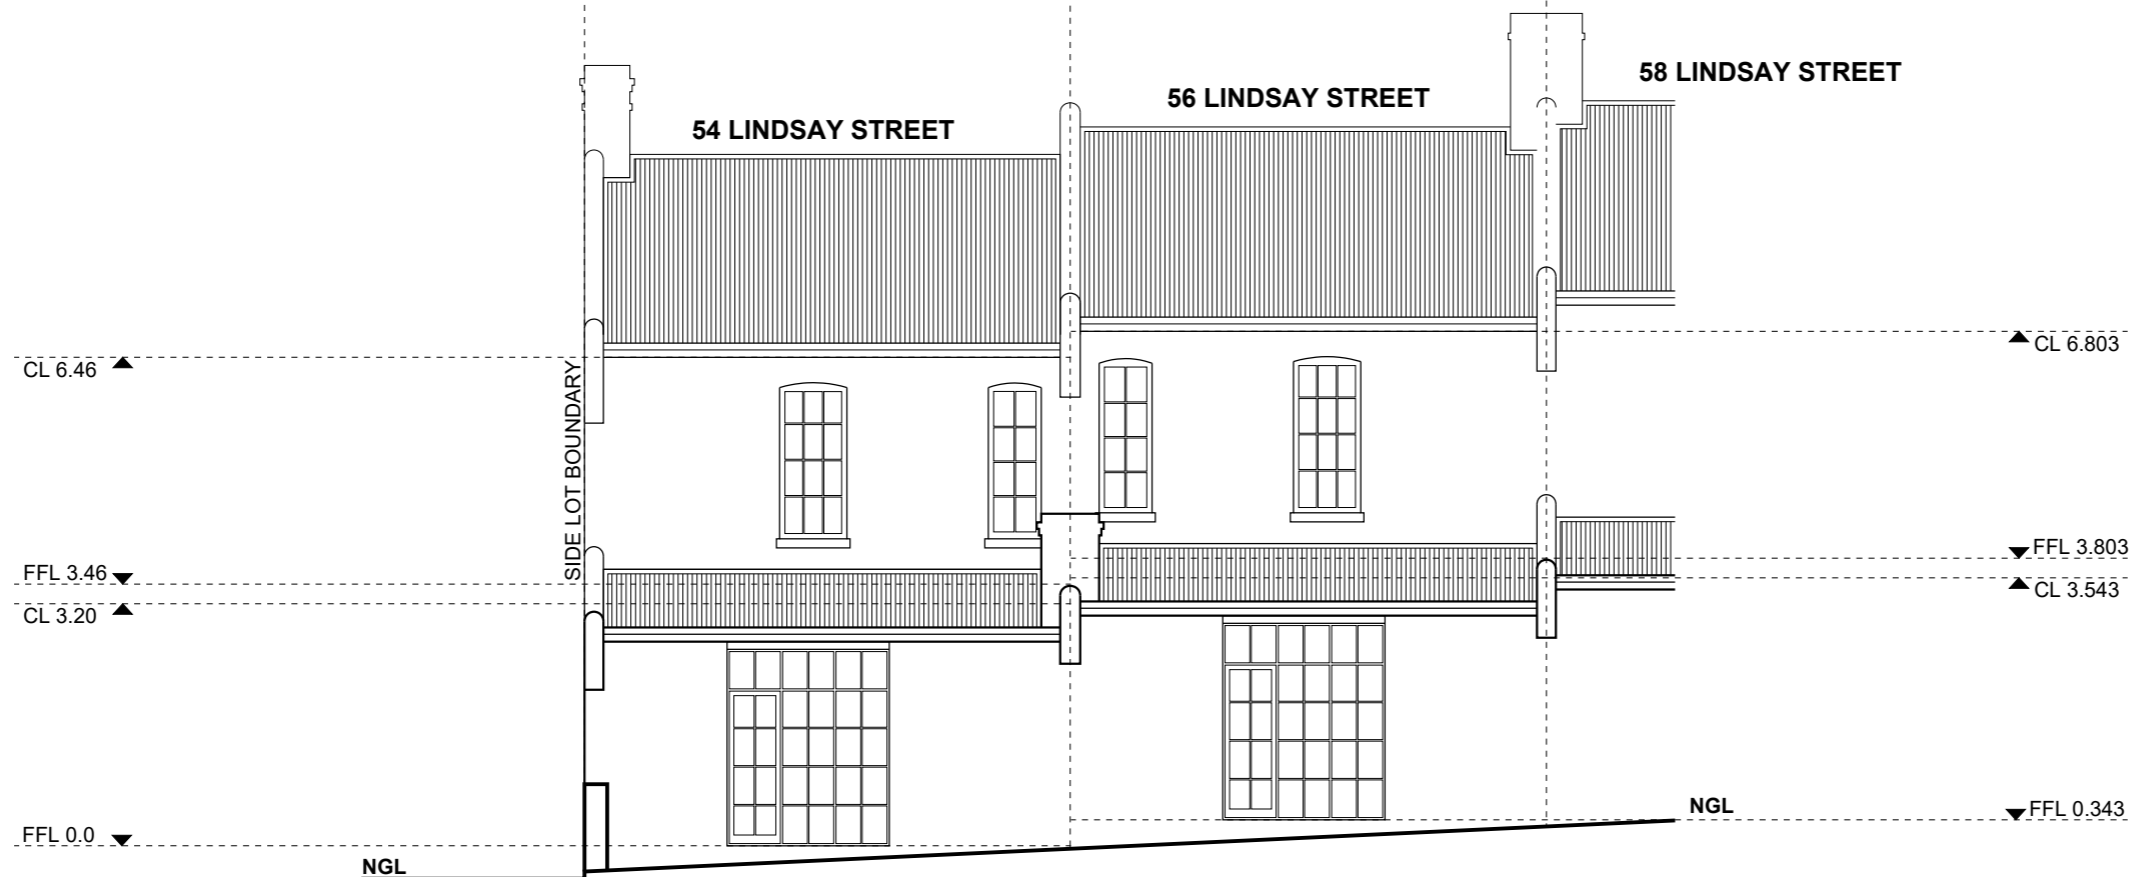 58 LINDSAY STREET
56 LINDSAY STREET
54 LINDSAY STREET
CL 6.803
CL 6.46
SIDE LOT BOUNDARY
FFL 3.803
FFL 3.46
CL 3.543
CL 3.20
NGL
FFL 0.343
FFL 0.0
NGL